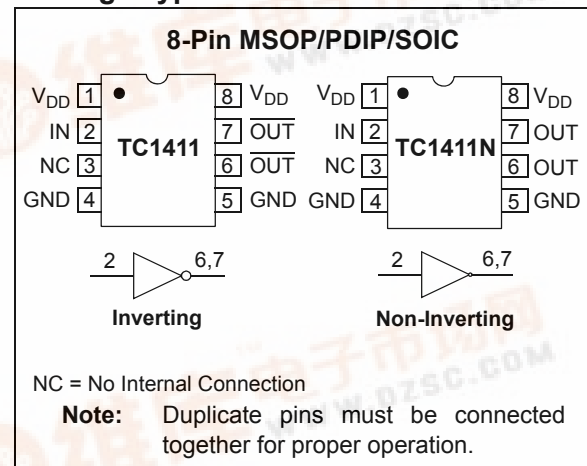 8-Pin MSOP/PDIP/SOIC
VDD 1 8 VDD
IN 2 7 OUT
TC1411
NC 3 6 OUT
GND 4 5 GND
VDD 1 8 VDD
IN 2 7 OUT
TC1411N
NC 3 6 OUT
GND 4 5 GND
2 6,7
Inverting
2 6,7
Non-Inverting
NC = No Internal Connection
Note: Duplicate pins must be connected
together for proper operation.
WWW.DZSC.COM